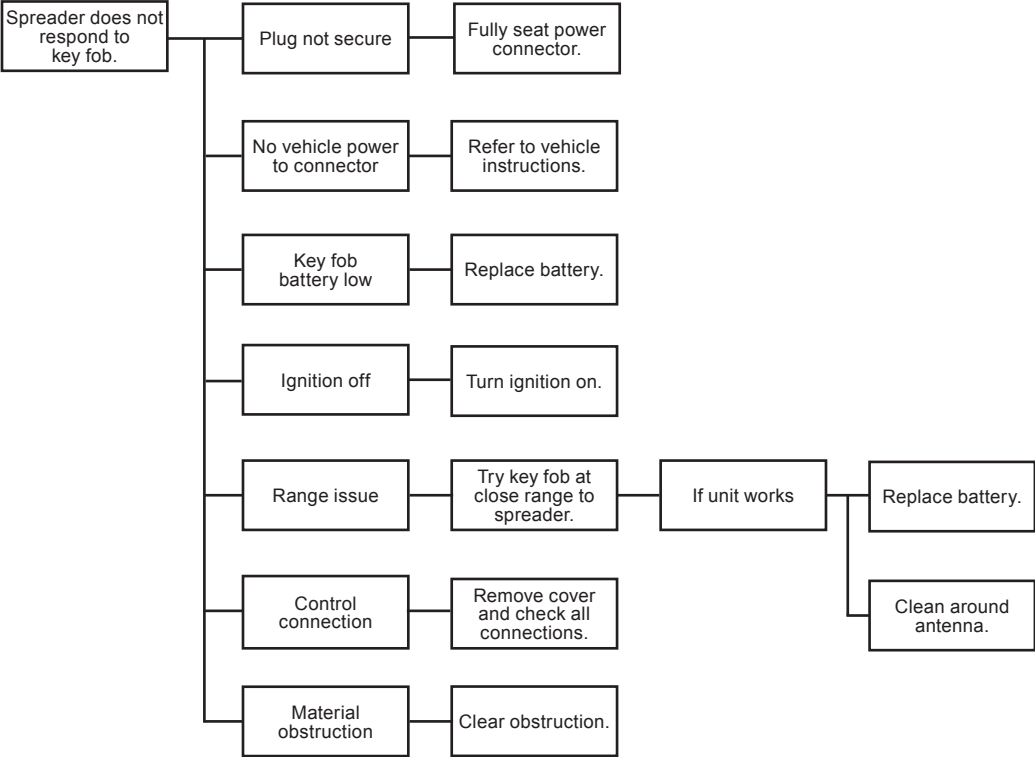 Spreader does not
respond to
key fob.
Plug not secure
Fully seat power
connector.
No vehicle power
to connector
Refer to vehicle
instructions.
Key fob
battery low
Replace battery.
Ignition off
Turn ignition on.
Range issue
Try key fob at
close range to
spreader.
If unit works
Replace battery.
Clean around
antenna.
Control
connection
Remove cover
and check all
connections.
Material
obstruction
Clear obstruction.